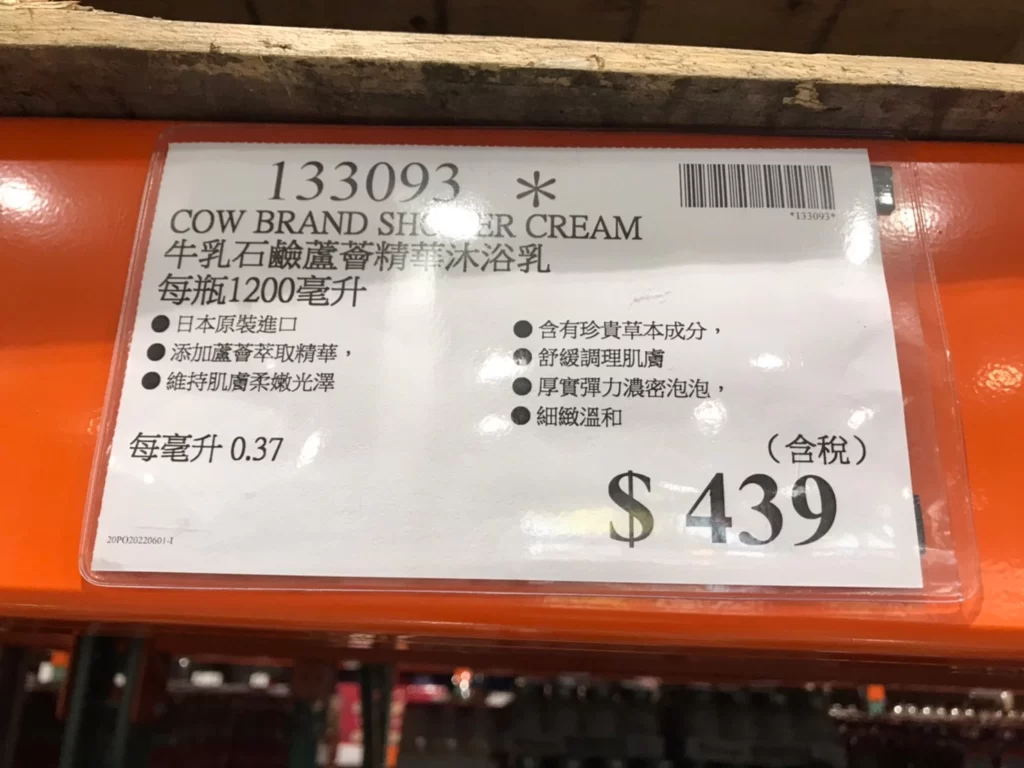 133093 *
*133093*
COW BRAND SHOWER CREAM
牛乳石鹼蘆薈精華沐浴乳
每瓶1200毫升
●日本原裝進口
●添加蘆薈萃取精華，
●維持肌膚柔嫩光澤
●含有珍貴草本成分，
●舒緩調理肌膚
●厚實彈力濃密泡泡，
●細緻溫和
每毫升 0.37
（含稅）
$ 439
20PO20220601-1